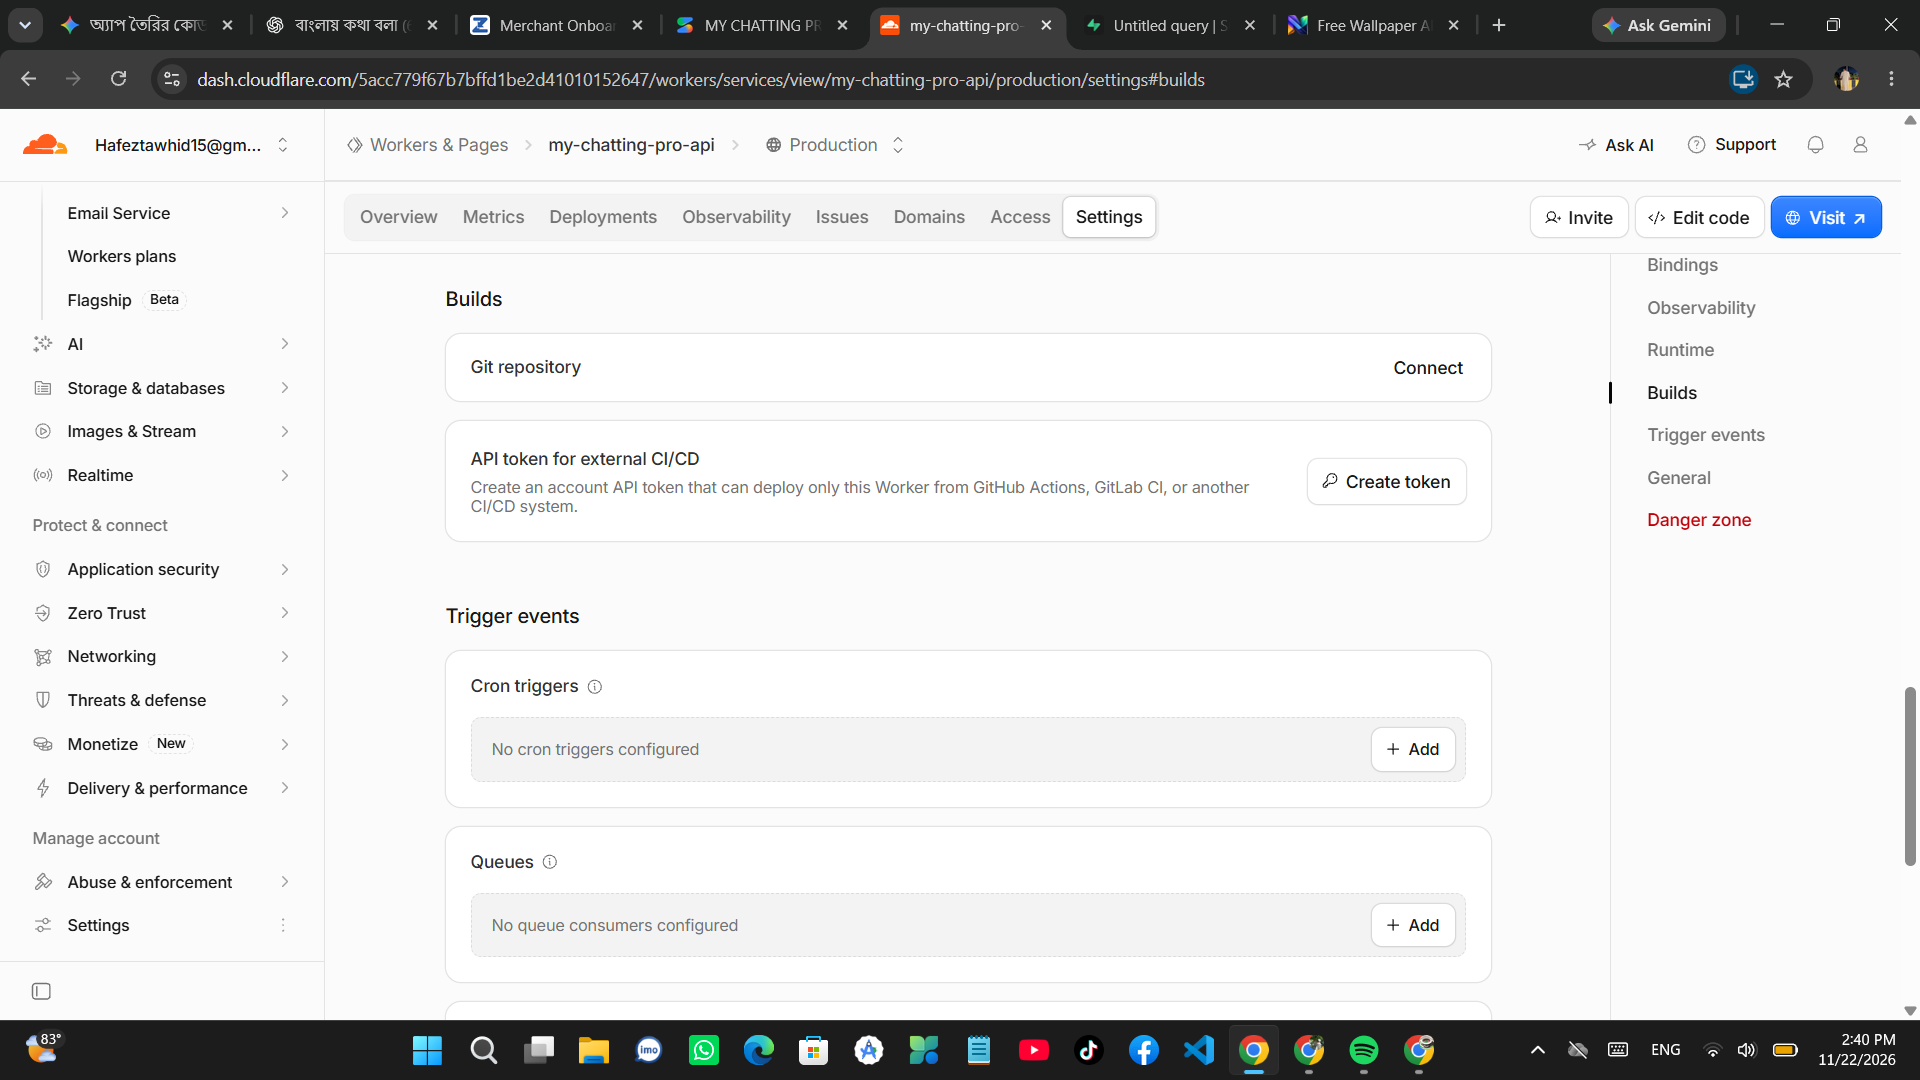 অ্যাপ তৈরির কোড
বাংলায় কথা বলা (
Merchant Onboar
MY CHATTING PR
my-chatting-pro-
Untitled query | S
Free Wallpaper A
Ask Gemini
dash.cloudflare.com/5acc779f67b7bffd1be2d41010152647/workers/services/view/my-chatting-pro-api/production/settings#builds
Hafeztawhid15@gm...
Workers & Pages
my-chatting-pro-api
Production
Ask AI
Support
Overview
Metrics
Deployments
Observability
Issues
Domains
Access
Settings
Invite
Edit code
Visit
Email Service
Workers plans
Flagship Beta
AI
Storage & databases
Images & Stream
Realtime
Protect & connect
Application security
Zero Trust
Networking
Threats & defense
Monetize New
Delivery & performance
Manage account
Abuse & enforcement
Settings
Builds
Git repository
Connect
API token for external CI/CD
Create an account API token that can deploy only this Worker from GitHub Actions, GitLab CI, or another
CI/CD system.
Create token
Trigger events
Cron triggers
No cron triggers configured
+ Add
Queues
No queue consumers configured
+ Add
Bindings
Observability
Runtime
Builds
Trigger events
General
Danger zone
83°
imo
ENG
2:40 PM
11/22/2026